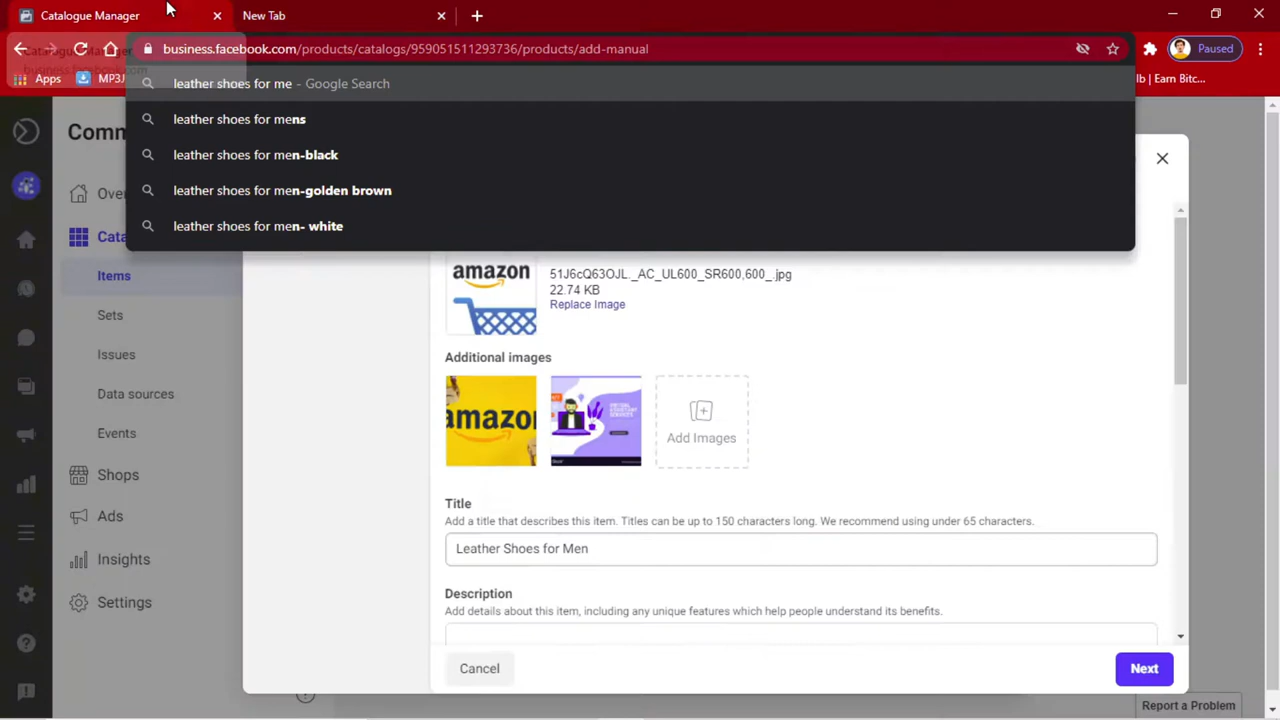 Catalogue Manager
New Tab
business.facebook.com/products/catalogs/959051511293736/products/add-manual
Paused
Apps
MP3J
lb | Earn Bitc...
leather shoes for me - Google Search
leather shoes for mens
leather shoes for men-black
leather shoes for men-golden brown
leather shoes for men- white
Comm
Over
Cata
Items
Sets
Issues
Data sources
Events
Shops
Ads
Insights
Settings
amazon
51J6cQ63OJL._AC_UL600_SR600,600_.jpg
22.74 KB
Replace Image
Additional images
amazon
Add Images
Title
Add a title that describes this item. Titles can be up to 150 characters long. We recommend using under 65 characters.
Leather Shoes for Men
Description
Add details about this item, including any unique features which help people understand its benefits.
Cancel
Next
Report a Problem